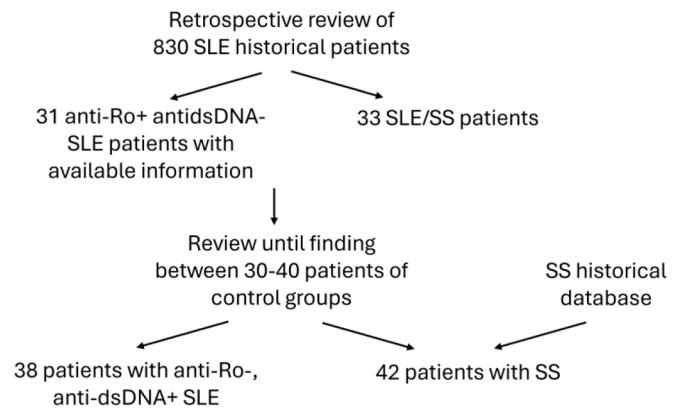 Retrospective review of
830 SLE historical patients
31 anti-Ro+ antidsDNA-
SLE patients with
available information
33 SLE/SS patients
Review until finding
between 30-40 patients of
control groups
SS historical
database
38 patients with anti-Ro-,
anti-dsDNA+ SLE
42 patients with SS